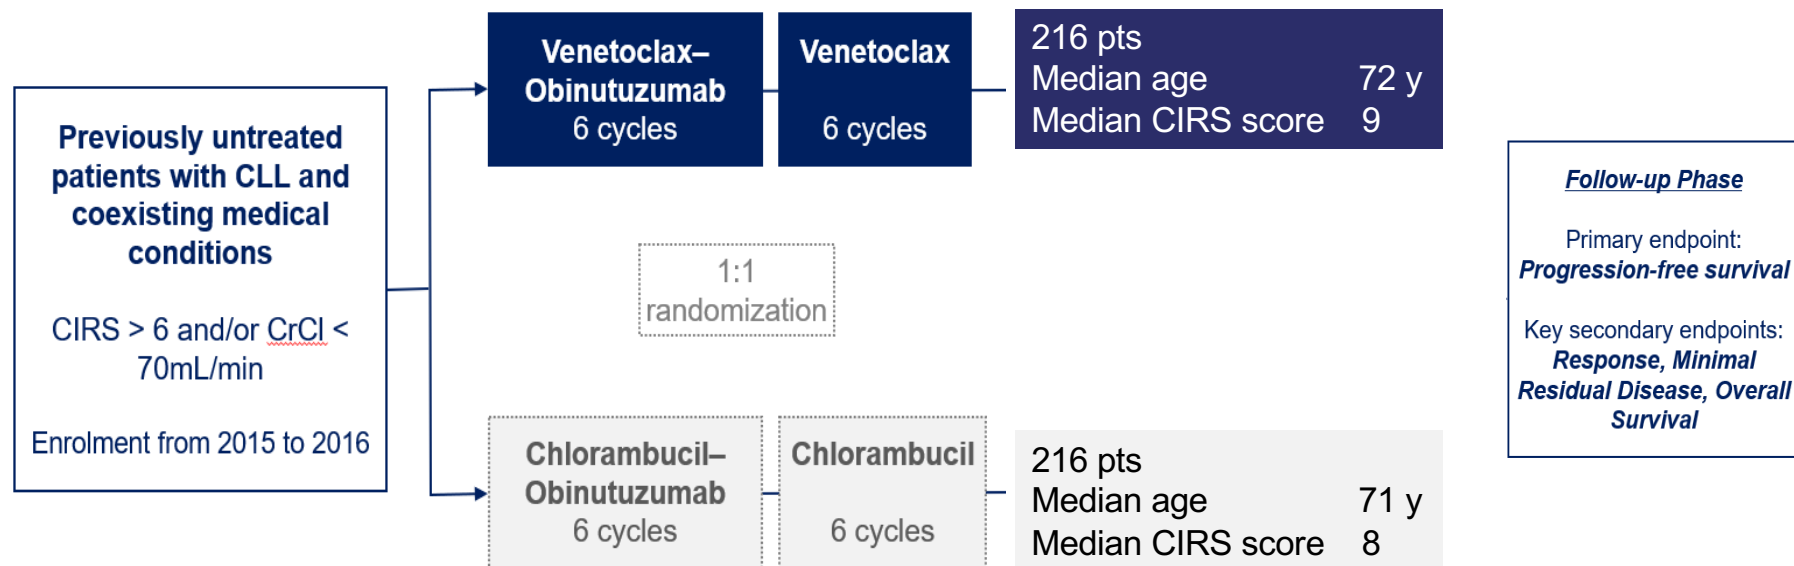 Previously untreated
patients with CLL and
coexisting medical
conditions
CIRS > 6 and/or CrCl <
70mL/min
Enrolment from 2015 to 2016
Venetoclax–
Obinutuzumab
6 cycles
Venetoclax
6 cycles
216 pts
Median age 72 y
Median CIRS score 9
1:1
randomization
Chlorambucil–
Obinutuzumab
6 cycles
Chlorambucil
6 cycles
216 pts
Median age 71 y
Median CIRS score 8
Follow-up Phase
Primary endpoint:
Progression-free survival
Key secondary endpoints:
Response, Minimal
Residual Disease, Overall
Survival